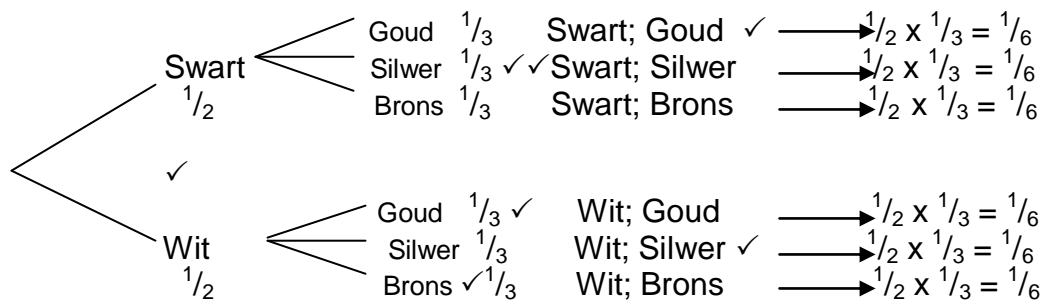 Goud ¹/₃ Swart; Goud ✓ ¹/₂ x ¹/₃ = ¹/₆
Swart Silwer ¹/₃ ✓✓ Swart; Silwer ¹/₂ x ¹/₃ = ¹/₆
¹/₂ Brons ¹/₃ Swart; Brons ¹/₂ x ¹/₃ = ¹/₆
✓
Goud ¹/₃ ✓ Wit; Goud ¹/₂ x ¹/₃ = ¹/₆
Wit Silwer ¹/₃ Wit; Silwer ✓ ¹/₂ x ¹/₃ = ¹/₆
¹/₂ Brons ✓ ¹/₃ Wit; Brons ¹/₂ x ¹/₃ = ¹/₆